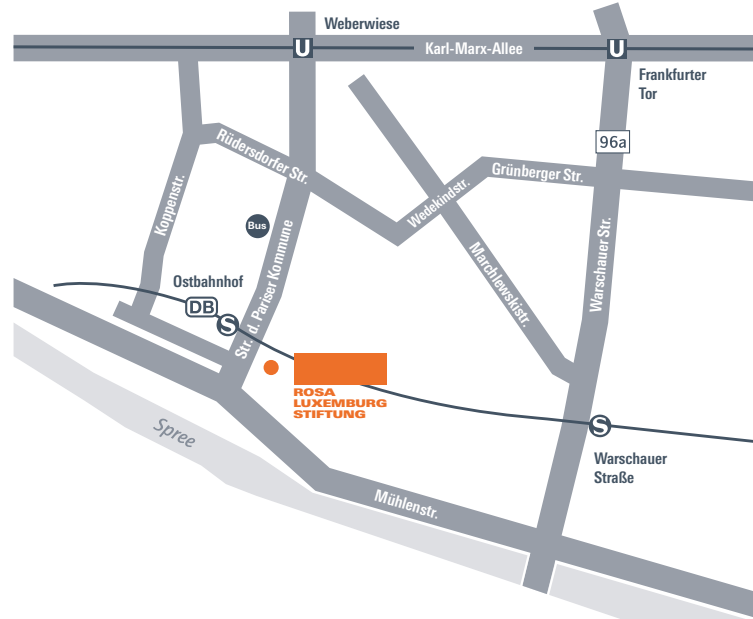 Weberwiese
U
Karl-Marx-Allee
U
Frankfurter
Tor
96a
Rüdersdorfer Str.
Grünberger Str.
Wedekindstr.
Koppenstr.
Bus
Str. d. Pariser Kommune
Marchlewskistr.
Warschauer Str.
Ostbahnhof
DB
S
ROSA
LUXEMBURG
STIFTUNG
Spree
S
Warschauer
Straße
Mühlenstr.